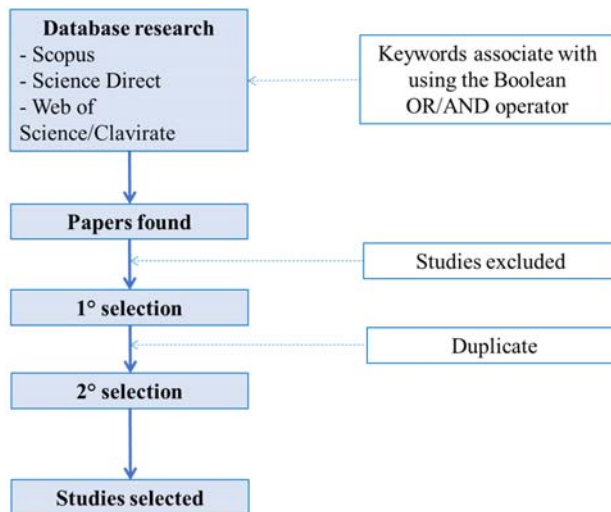 Database research
- Scopus
- Science Direct
- Web of
Science/Clavirate
Keywords associate with
using the Boolean
OR/AND operator
Papers found
Studies excluded
1° selection
Duplicate
2° selection
Studies selected